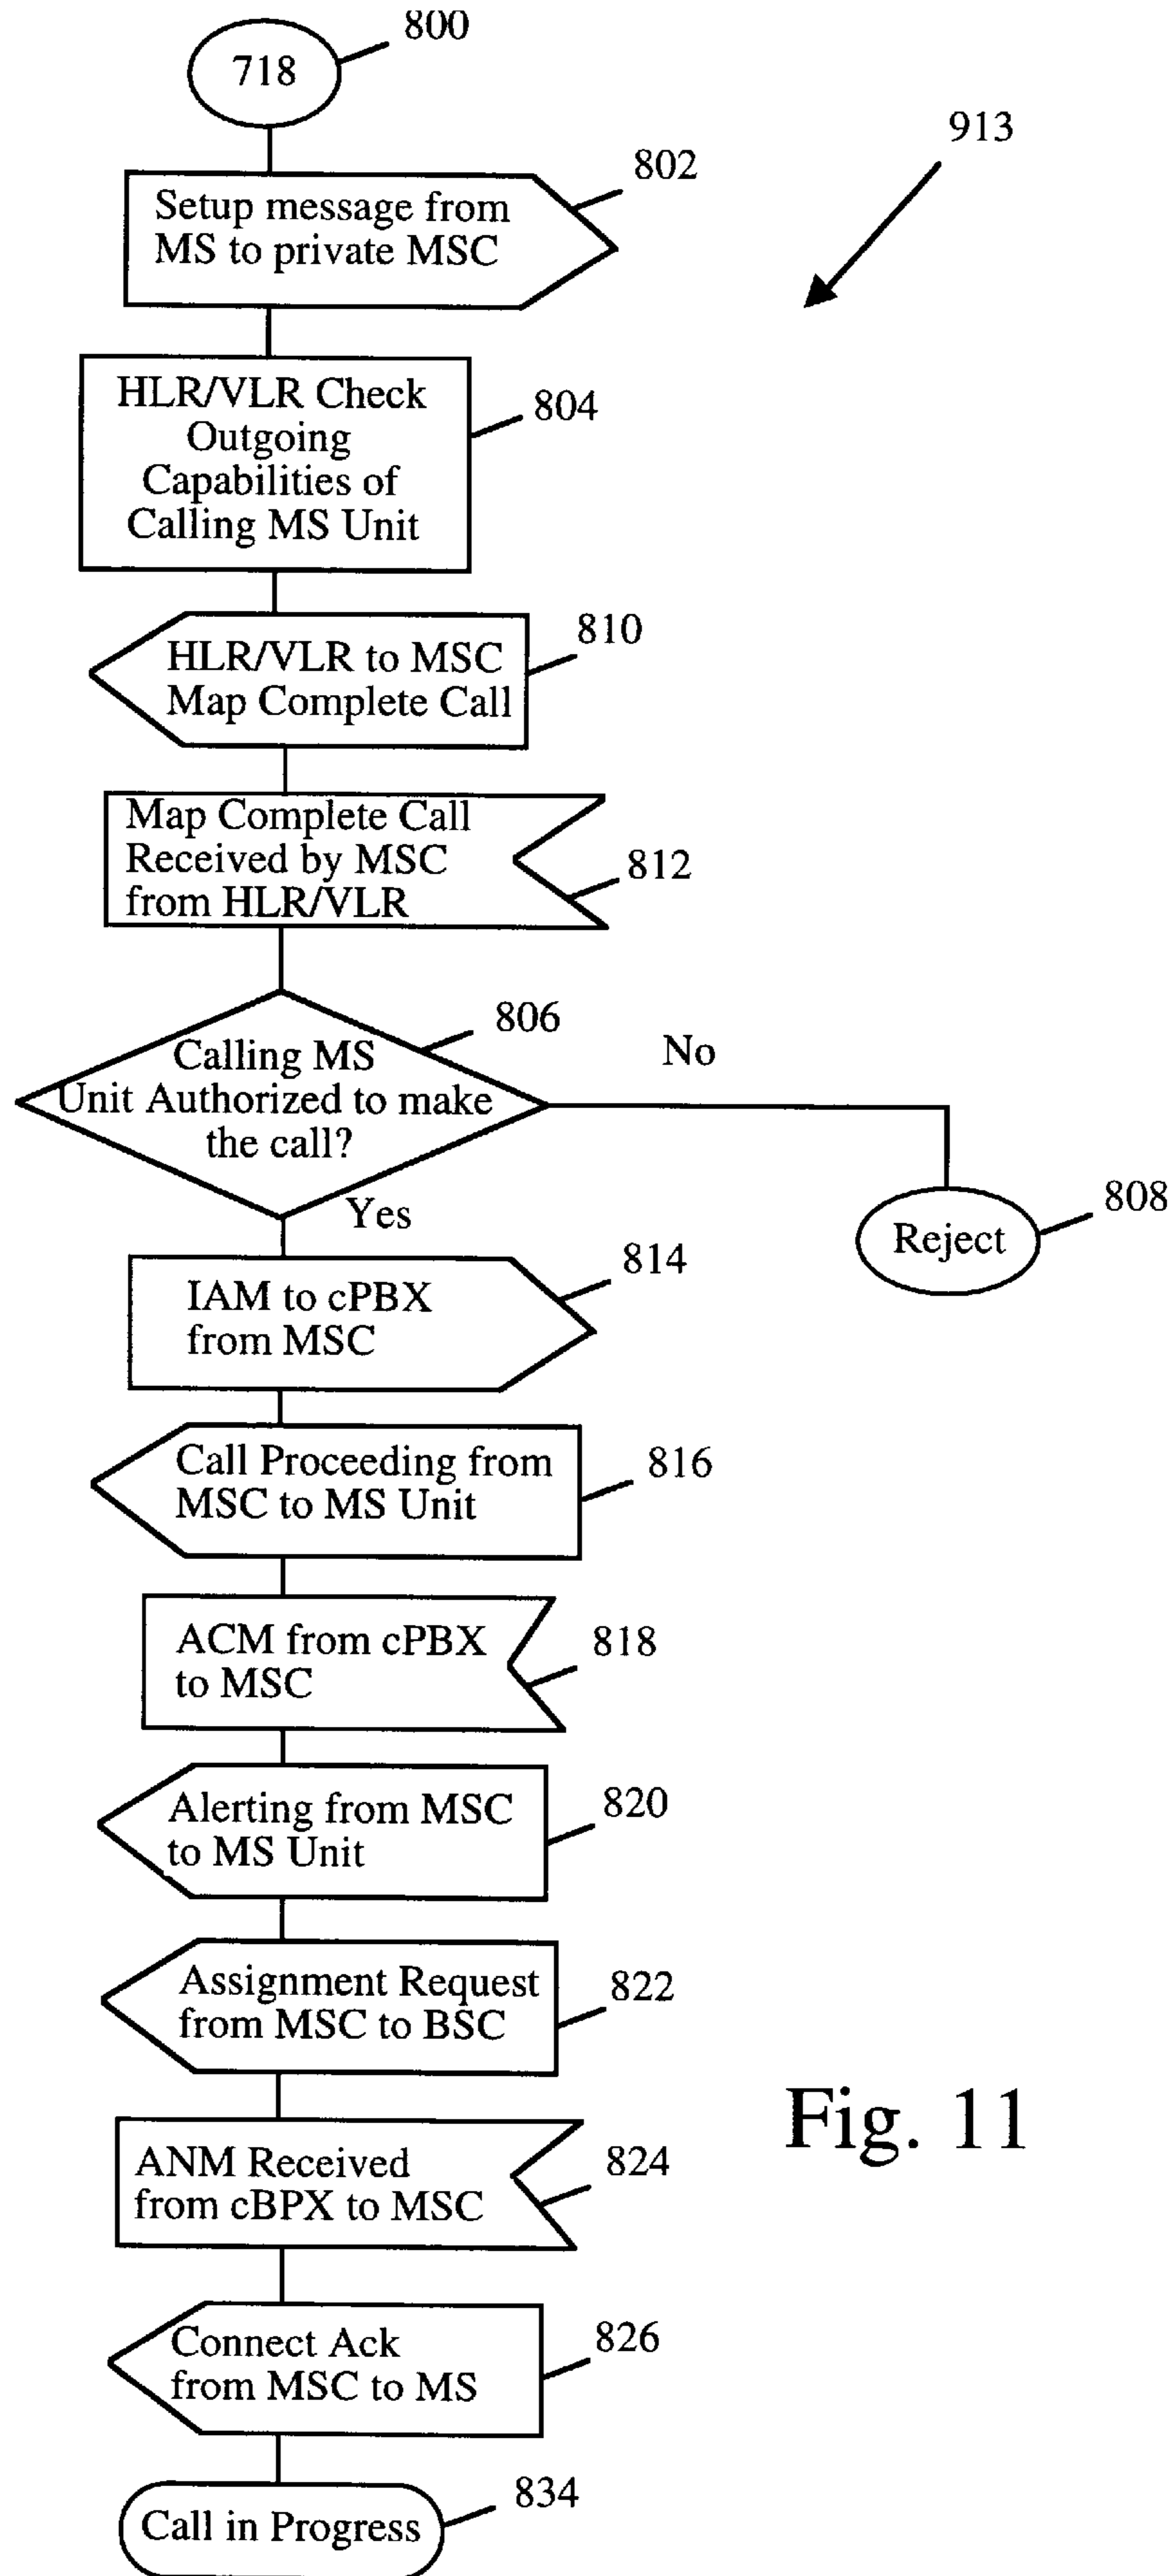 800
718
913
802
Setup message from
MS to private MSC
HLR/VLR Check
Outgoing
Capabilities of
Calling MS Unit
804
810
HLR/VLR to MSC
Map Complete Call
Map Complete Call
Received by MSC
from HLR/VLR
812
806
No
Calling MS
Unit Authorized to make
the call?
Yes
808
Reject
814
IAM to cPBX
from MSC
Call Proceeding from
MSC to MS Unit
816
ACM from cPBX
to MSC
818
Alerting from MSC
to MS Unit
820
Assignment Request
from MSC to BSC
822
Fig. 11
ANM Received
from cBPX to MSC
824
Connect Ack
from MSC to MS
826
834
Call in Progress